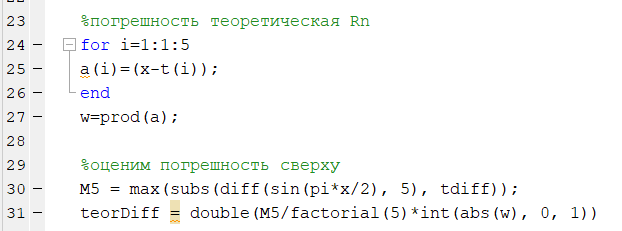 23 %погрешность теоретическая Rn
24 – for i=1:1:5
25 – a(i)=(x-t(i));
26 – end
27 – w=prod(a);
28
29 %оценим погрешность сверху
30 – M5 = max(subs(diff(sin(pi*x/2), 5), tdiff));
31 – teorDiff = double(M5/factorial(5)*int(abs(w), 0, 1))